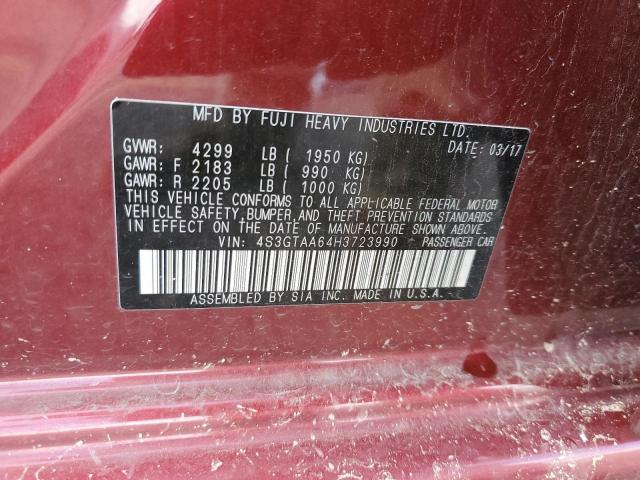 MFD BY FUJI HEAVY INDUSTRIES LTD.
GVWR: 4299 LB ( 1950 KG) DATE: 03/17
GAWR: F 2183 LB ( 990 KG)
GAWR: R 2205 LB ( 1000 KG)
THIS VEHICLE CONFORMS TO ALL APPLICABLE FEDERAL MOTOR
VEHICLE SAFETY, BUMPER, AND THEFT PREVENTION STANDARDS
IN EFFECT ON THE DATE OF MANUFACTURE SHOWN ABOVE.
VIN: 4S3GTAA64H3723990 PASSENGER CAR
ASSEMBLED BY SIA INC. MADE IN U.S.A.